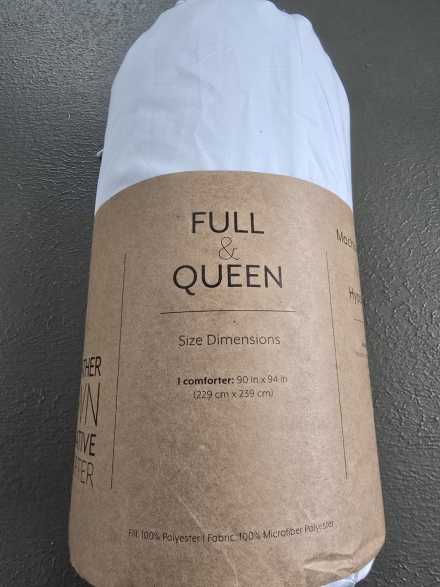 FULL
&
QUEEN
Size Dimensions
1 comforter: 90 in x 94 in
(229 cm x 239 cm)
Fill: 100% Polyester | Fabric: 100% Microfiber Polyester